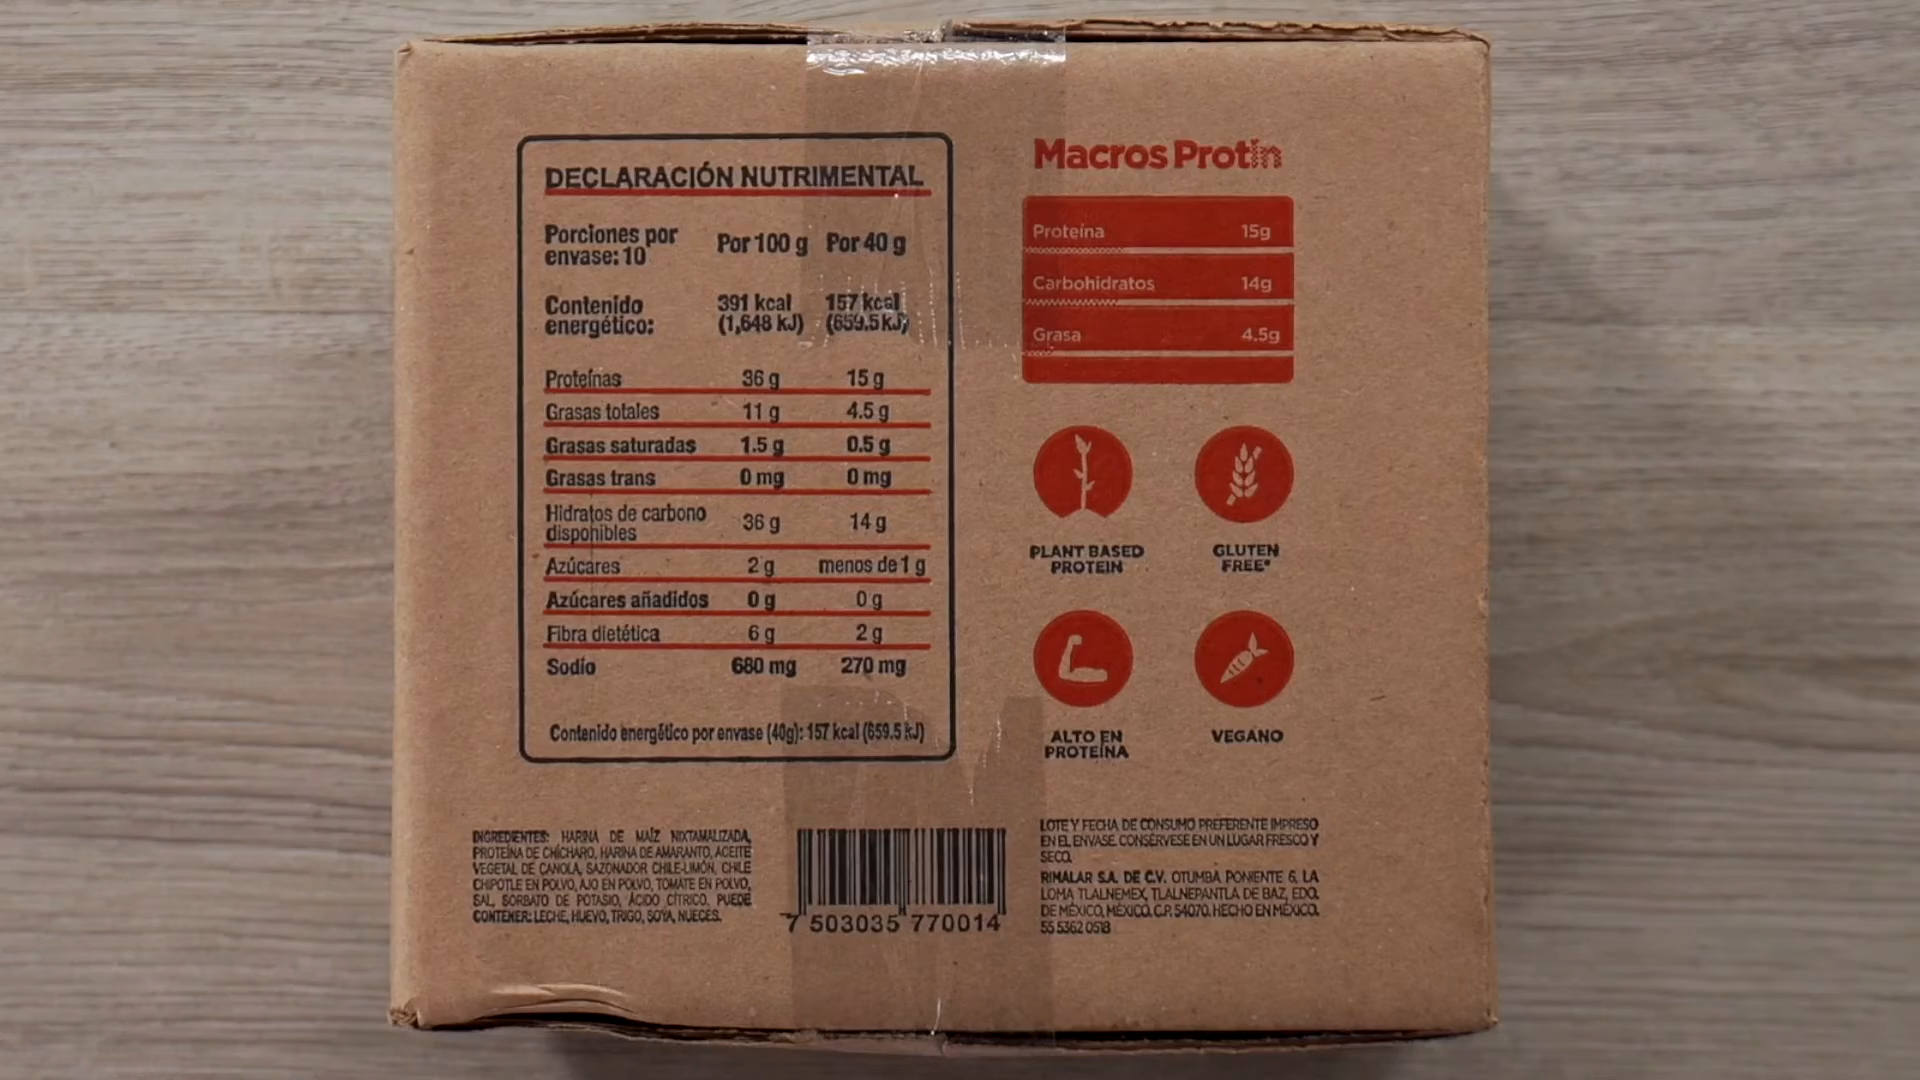 DECLARACIÓN NUTRIMENTAL
Porciones por envase: 10 Por 100 g Por 40 g
Contenido energético: 391 kcal (1,648 kJ) 157 kcal (659.5 kJ)
Proteínas 36 g 15 g
Grasas totales 11 g 4.5 g
Grasas saturadas 1.5 g 0.5 g
Grasas trans 0 mg 0 mg
Hidratos de carbono disponibles 36 g 14 g
Azúcares 2 g menos de 1 g
Azúcares añadidos 0 g 0 g
Fibra dietética 6 g 2 g
Sodio 680 mg 270 mg
Contenido energético por envase (40g): 157 kcal (659.5 kJ)
Macros Protin
Proteína 15g
Carbohidratos 14g
Grasa 4.5g
PLANT BASED
PROTEIN
GLUTEN
FREE*
ALTO EN
PROTEÍNA
VEGANO
INGREDIENTES: HARINA DE MAÍZ NIXTAMALIZADA,
PROTEÍNA DE CHÍCHARO, HARINA DE AMARANTO, ACEITE
VEGETAL DE CANOLA, SAZONADOR CHILE-LIMÓN, CHILE
CHIPOTLE EN POLVO, AJO EN POLVO, TOMATE EN POLVO,
SAL, SORBATO DE POTASIO, ÁCIDO CÍTRICO. PUEDE
CONTENER: LECHE, HUEVO, TRIGO, SOYA, NUECES.
7 503035 770014
LOTE Y FECHA DE CONSUMO PREFERENTE IMPRESO
EN EL ENVASE. CONSÉRVESE EN UN LUGAR FRESCO Y
SECO.
RIMALAR S.A. DE C.V. OTUMBA PONIENTE 6, LA
LOMA TLALNEMEX, TLALNEPANTLA DE BAZ, EDO.
DE MÉXICO, MÉXICO. C.P. 54070. HECHO EN MÉXICO.
55 5362 0518